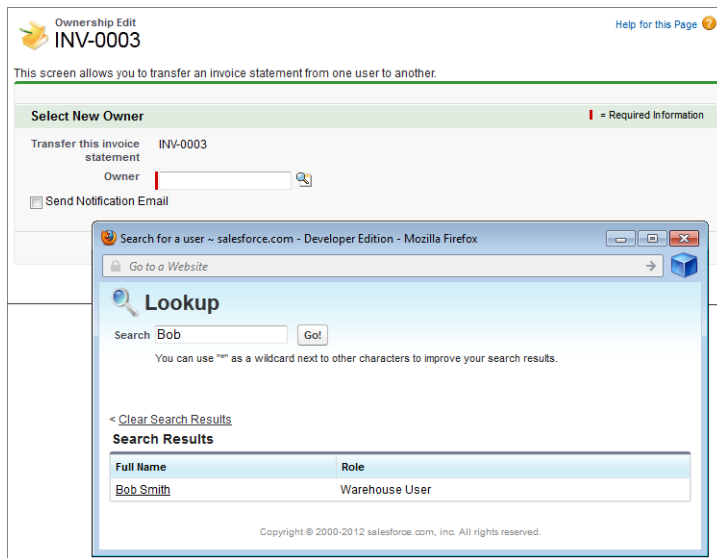 Ownership Edit
INV-0003
Help for this Page
This screen allows you to transfer an invoice statement from one user to another.
Select New Owner
= Required Information
Transfer this invoice statement INV-0003
Owner
Send Notification Email
Search for a user ~ salesforce.com - Developer Edition - Mozilla Firefox
Go to a Website
Lookup
Search Bob Go!
You can use "*" as a wildcard next to other characters to improve your search results.
< Clear Search Results
Search Results
Full Name Role
Bob Smith Warehouse User
Copyright © 2000-2012 salesforce.com, inc. All rights reserved.